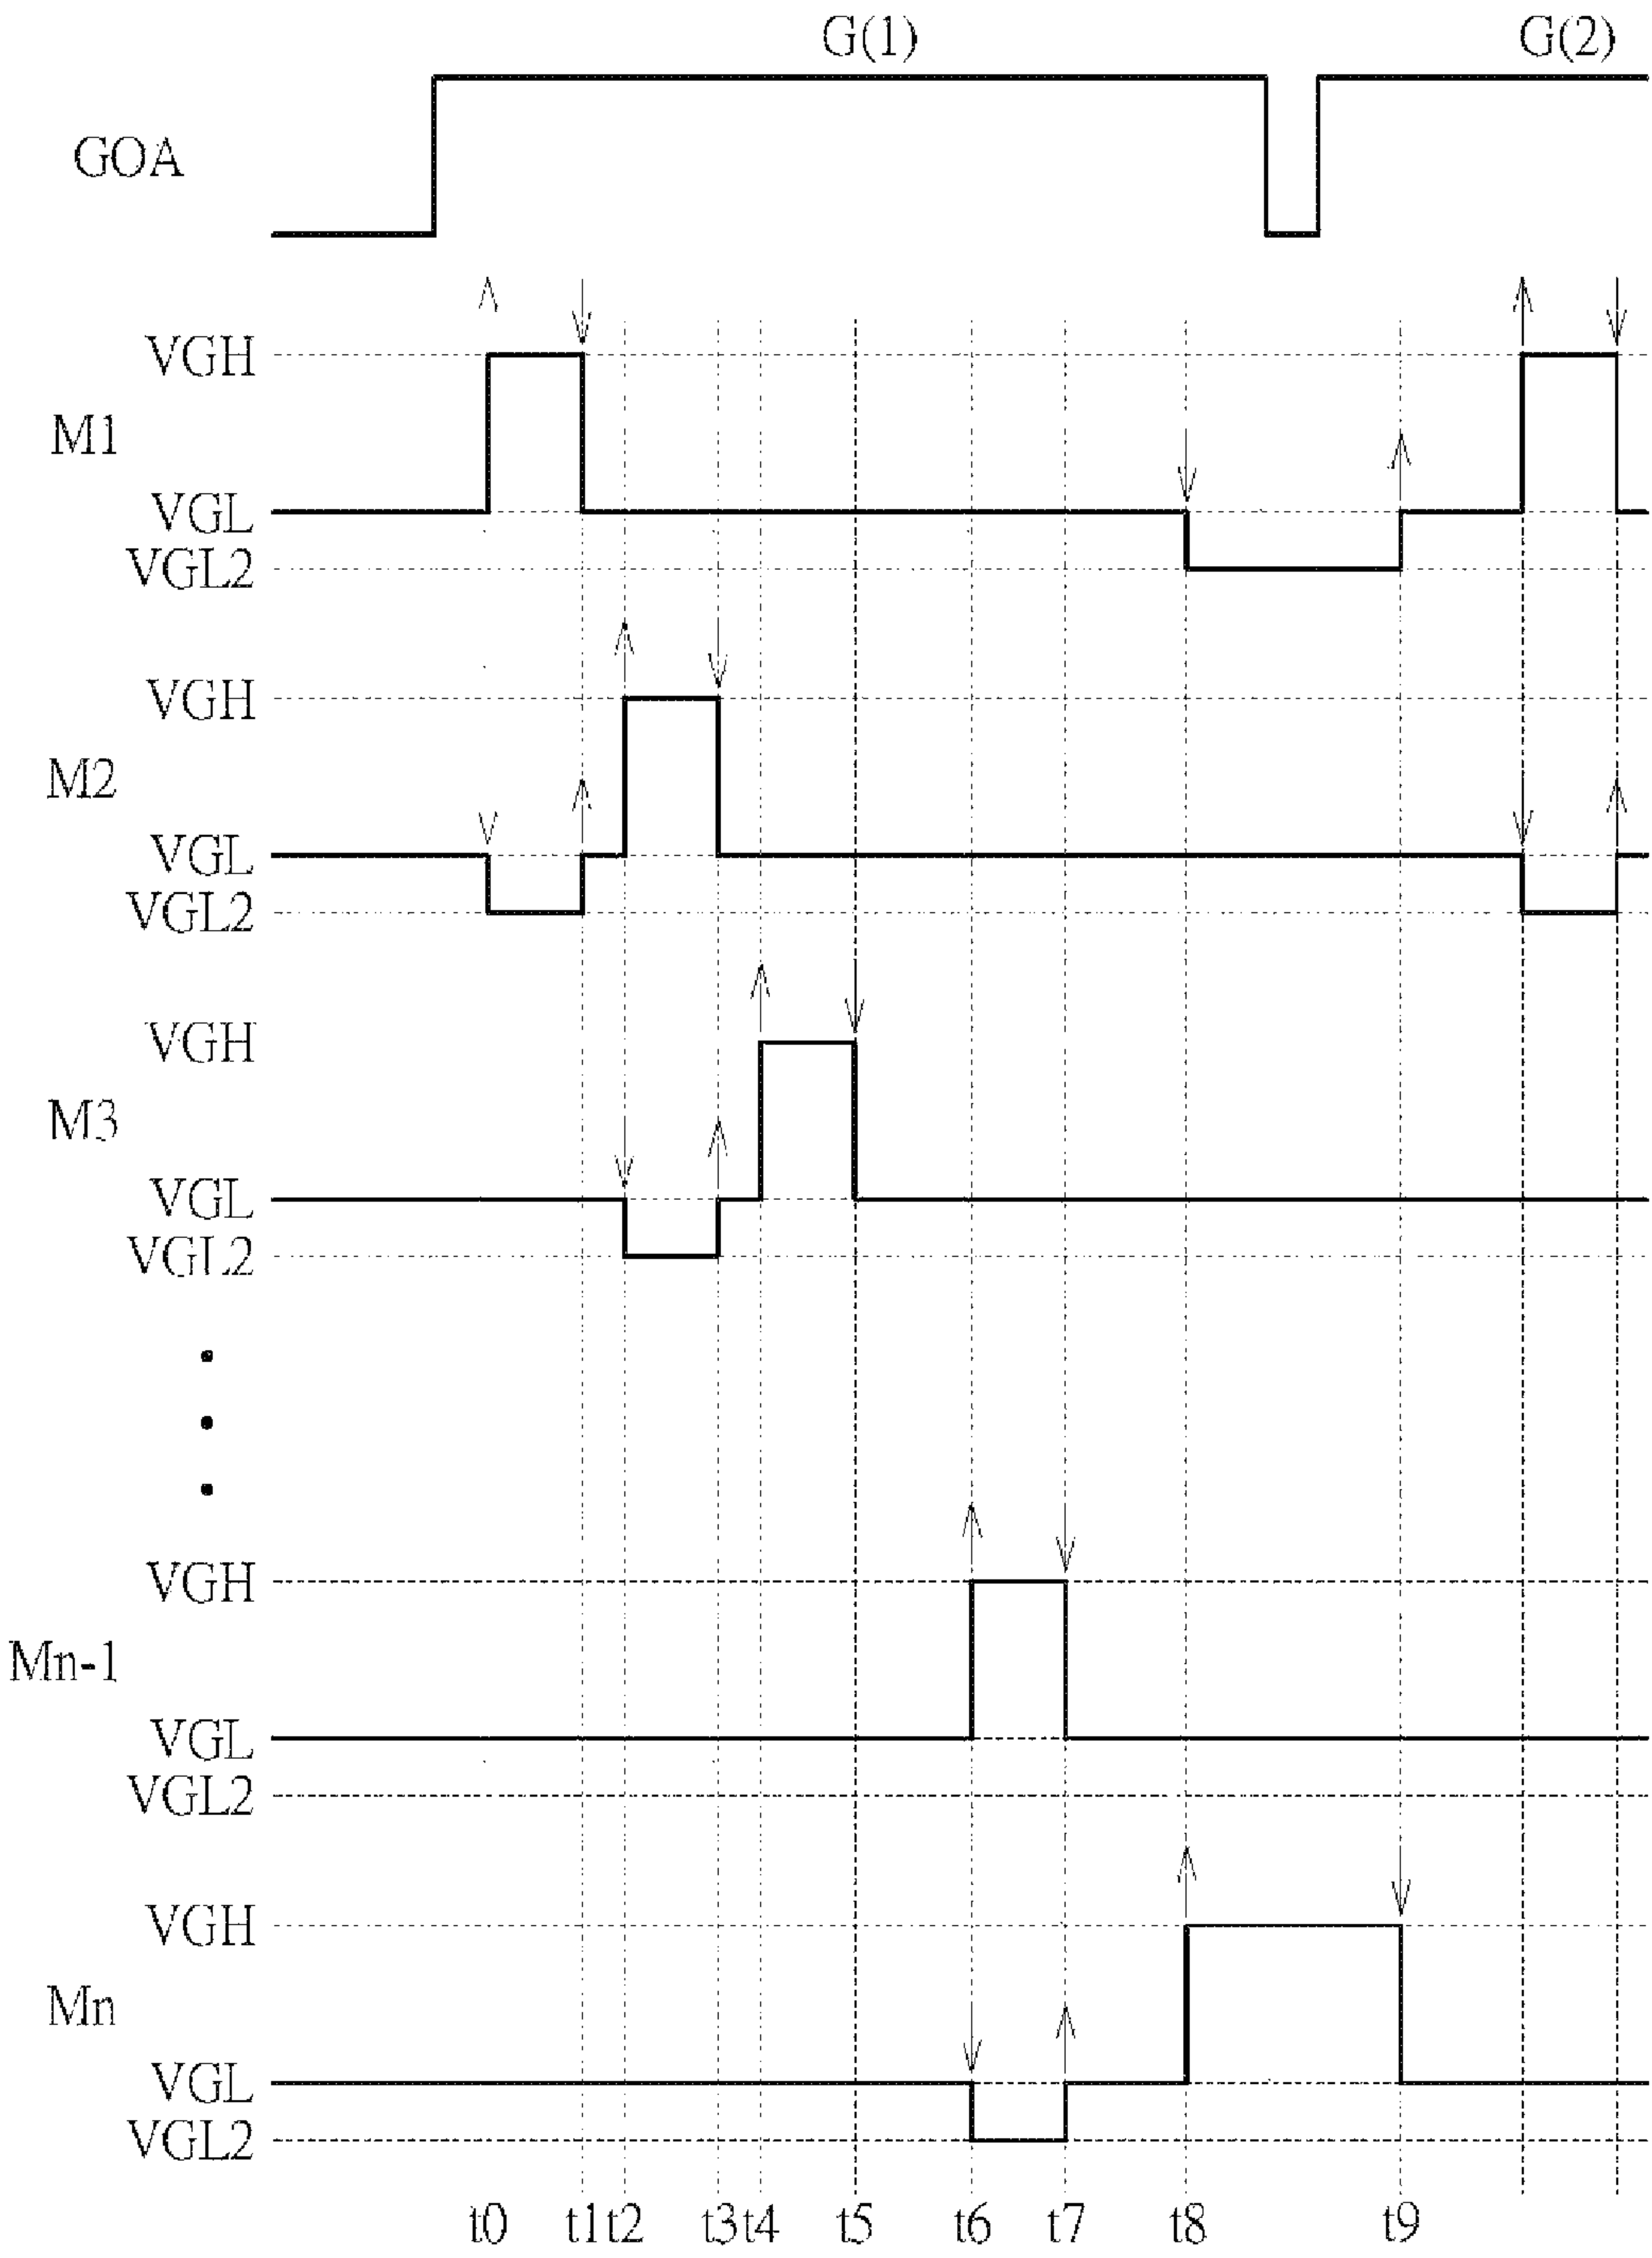 G(1) G(2)
GOA
VGH
M1
VGL
VGL2
VGH
M2
VGL
VGL2
VGH
M3
VGL
VGL2
VGH
Mn-1
VGL
VGL2
VGH
Mn
VGL
VGL2
t0 t1 t2 t3 t4 t5 t6 t7 t8 t9